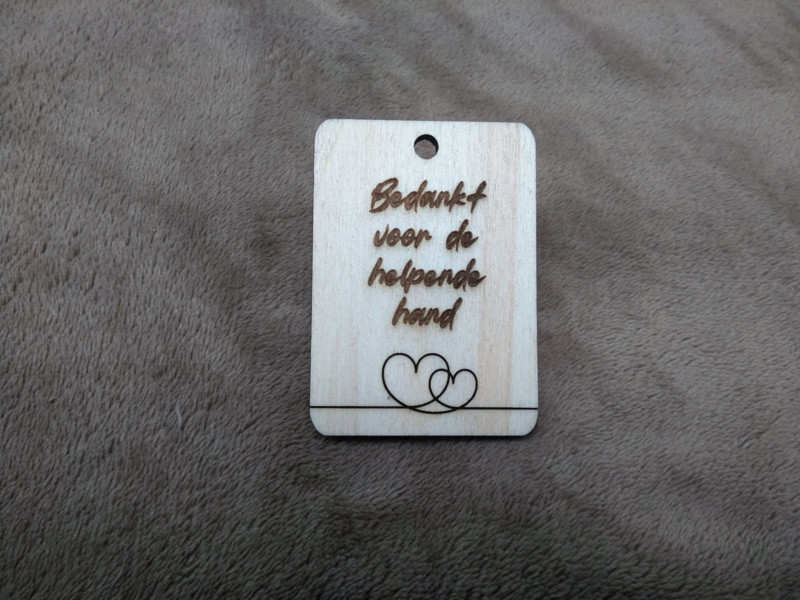 Bedankt
voor de
helpende
hand